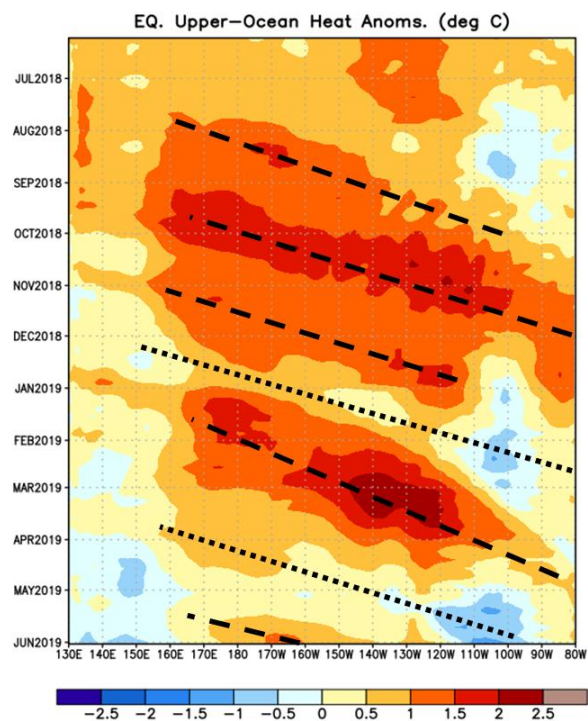 EQ. Upper-Ocean Heat Anoms. (deg C)
JUL2018
AUG2018
SEP2018
OCT2018
NOV2018
DEC2018
JAN2019
FEB2019
MAR2019
APR2019
MAY2019
JUN2019
130E 140E 150E 160E 170E 180 170W 160W 150W 140W 130W 120W 110W 100W 90W 80W
-2.5 -2 -1.5 -1 -0.5 0 0.5 1 1.5 2 2.5